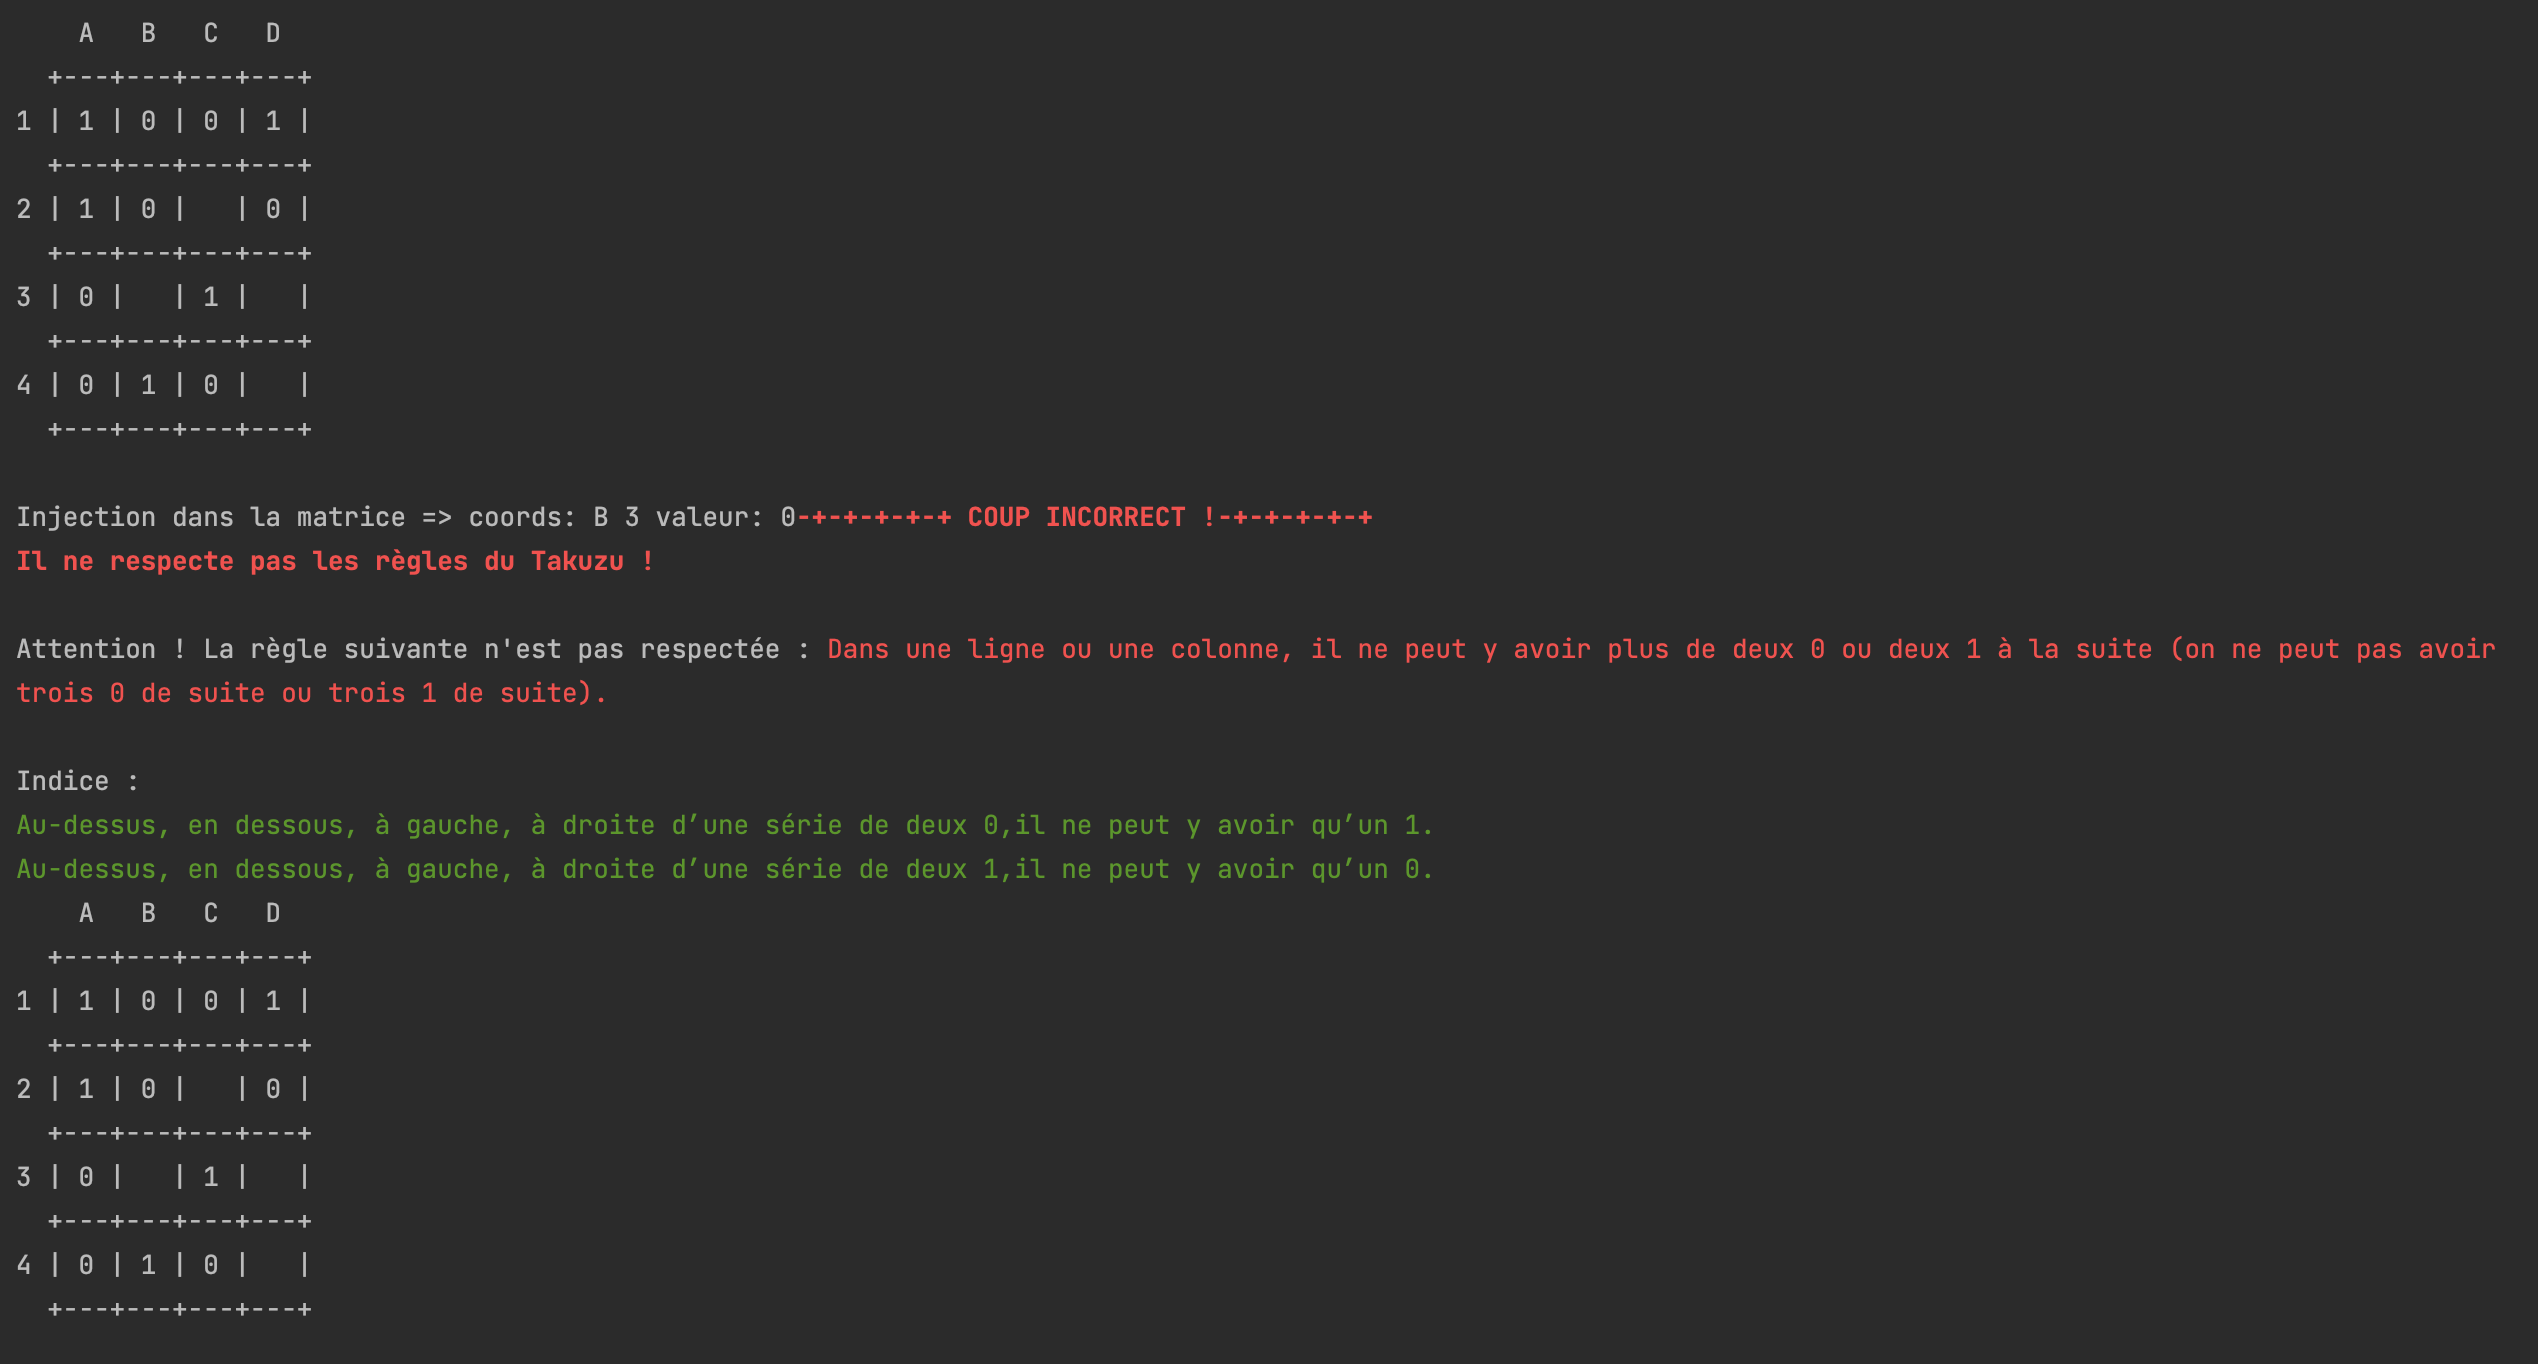 A   B   C   D
  +---+---+---+---+
1 | 1 | 0 | 0 | 1 |
  +---+---+---+---+
2 | 1 | 0 |   | 0 |
  +---+---+---+---+
3 | 0 |   | 1 |   |
  +---+---+---+---+
4 | 0 | 1 | 0 |   |
  +---+---+---+---+
Injection dans la matrice => coords: B 3 valeur: 0-+-+-+-+-+ COUP INCORRECT !-+-+-+-+-+
Il ne respecte pas les règles du Takuzu !
Attention ! La règle suivante n'est pas respectée : Dans une ligne ou une colonne, il ne peut y avoir plus de deux 0 ou deux 1 à la suite (on ne peut pas avoir
trois 0 de suite ou trois 1 de suite).
Indice :
Au-dessus, en dessous, à gauche, à droite d’une série de deux 0,il ne peut y avoir qu’un 1.
Au-dessus, en dessous, à gauche, à droite d’une série de deux 1,il ne peut y avoir qu’un 0.
    A   B   C   D
  +---+---+---+---+
1 | 1 | 0 | 0 | 1 |
  +---+---+---+---+
2 | 1 | 0 |   | 0 |
  +---+---+---+---+
3 | 0 |   | 1 |   |
  +---+---+---+---+
4 | 0 | 1 | 0 |   |
  +---+---+---+---+